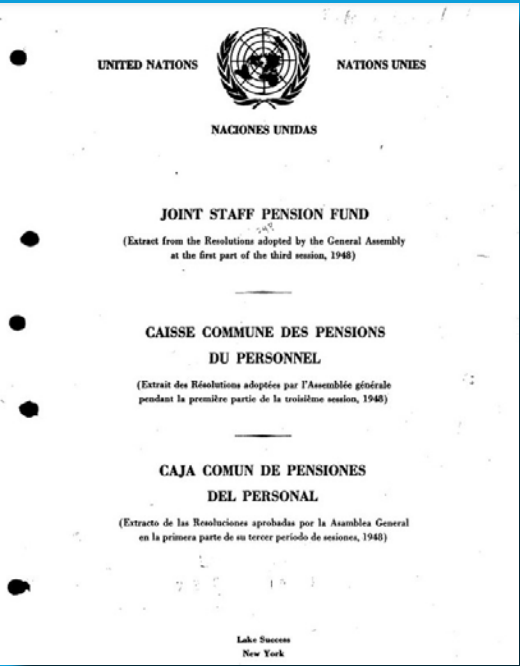 UNITED NATIONS
NATIONS UNIES
NACIONES UNIDAS
JOINT STAFF PENSION FUND
(Extract from the Resolutions adopted by the General Assembly
at the first part of the third session, 1948)
CAISSE COMMUNE DES PENSIONS
DU PERSONNEL
(Extrait des Résolutions adoptées par l'Assemblée générale
pendant la première partie de la troisième session, 1948)
CAJA COMUN DE PENSIONES
DEL PERSONAL
(Extracto de las Resoluciones aprobadas por la Asamblea General
en la primera parte de su tercer período de sesiones, 1948)
Lake Success
New York